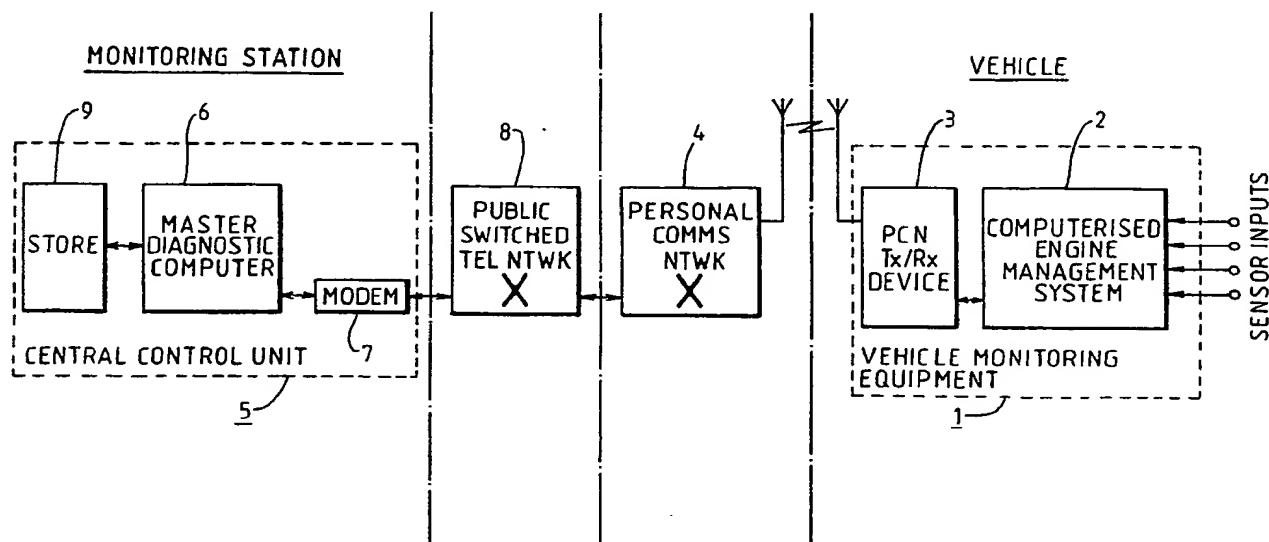 MONITORING STATION
VEHICLE
9
6
8
4
3
2
STORE
MASTER
DIAGNOSTIC
COMPUTER
MODEM
7
CENTRAL CONTROL UNIT
5
PUBLIC
SWITCHED
TEL NTWK
X
PERSONAL
COMMS
NTWK
X
PCN
Tx/Rx
DEVICE
COMPUTERISED
ENGINE
MANAGEMENT
SYSTEM
VEHICLE MONITORING
EQUIPMENT
1
SENSOR INPUTS